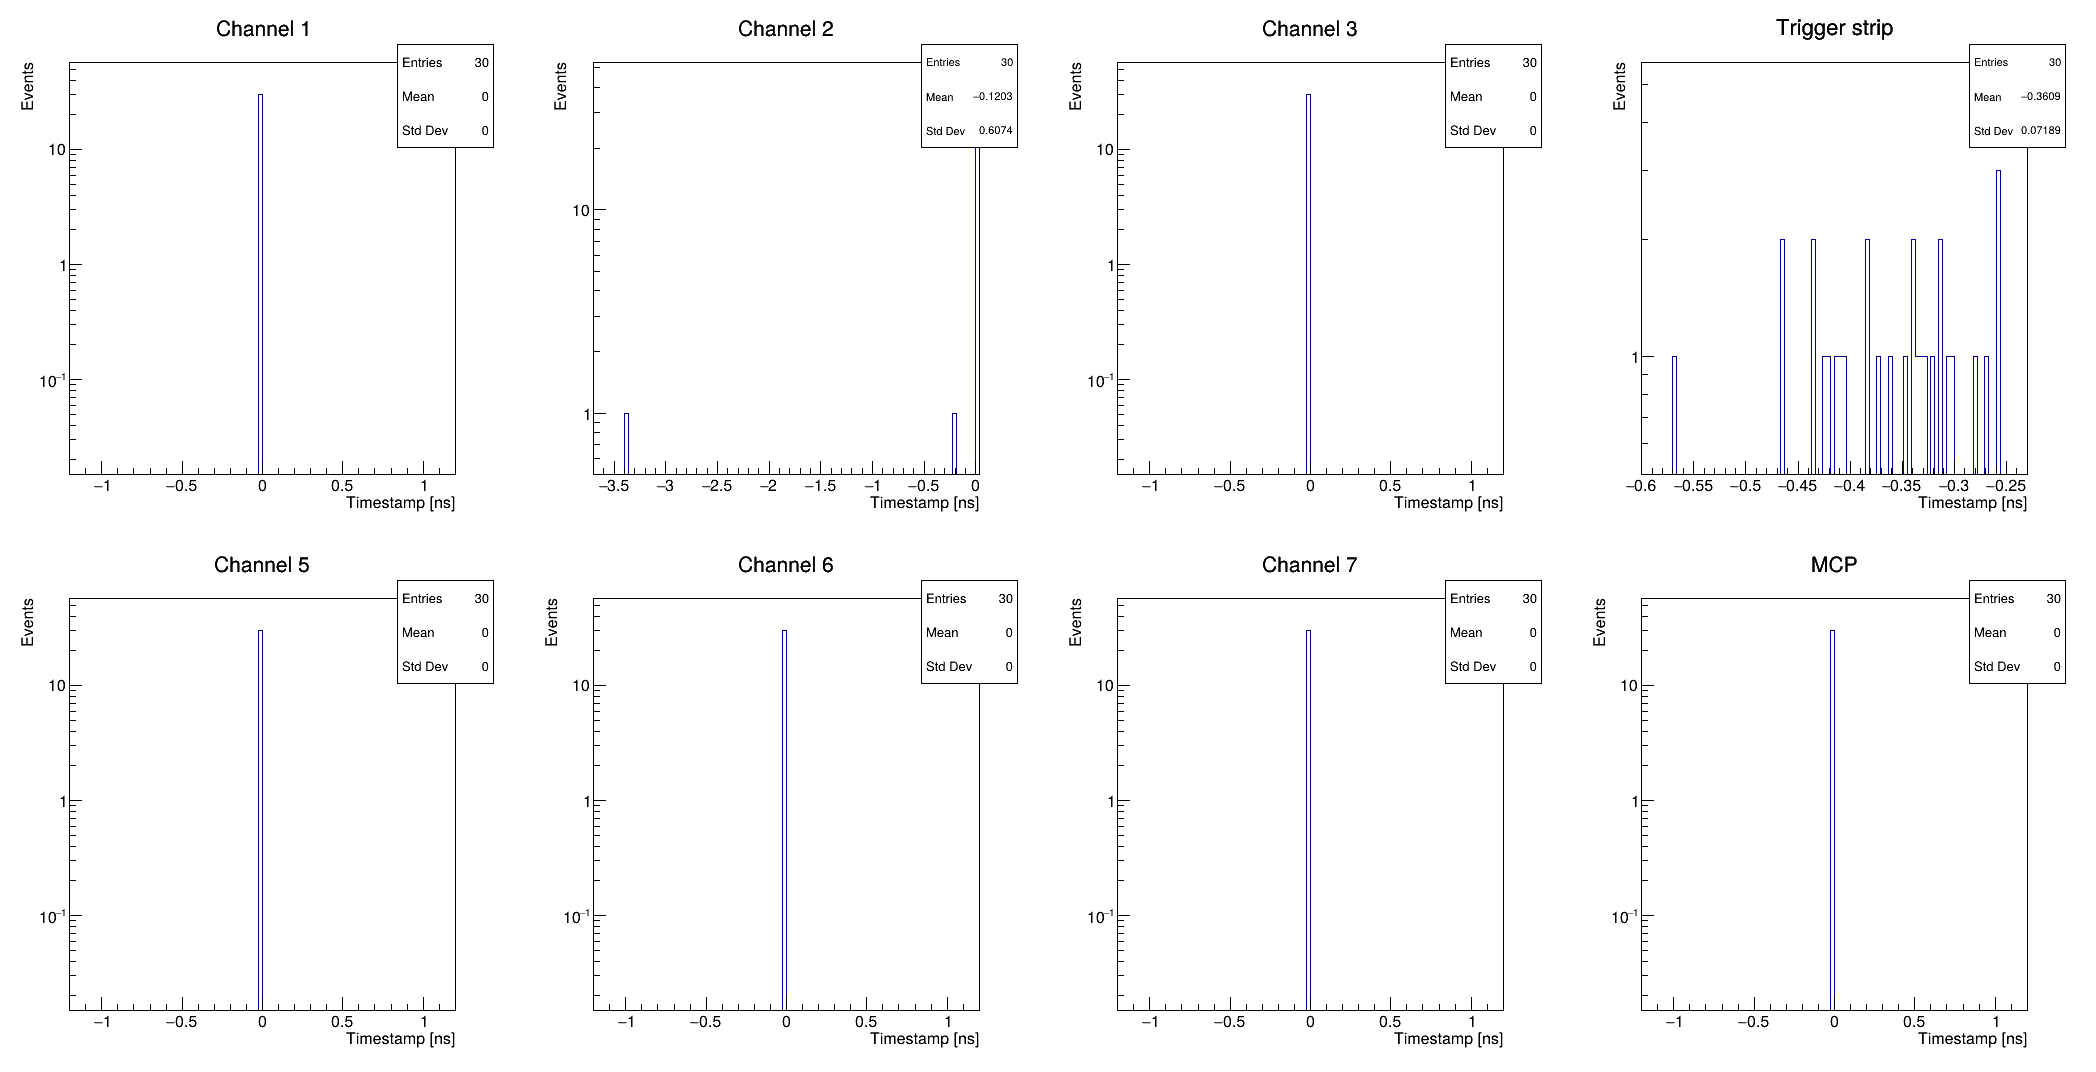 Channel 1
Events
Entries 30
Mean 0
Std Dev 0
10
1
10⁻¹
−1 −0.5 0 0.5 1
Timestamp [ns]
Channel 2
Events
Entries 30
Mean −0.1203
Std Dev 0.6074
10
1
−3.5 −3 −2.5 −2 −1.5 −1 −0.5 0
Timestamp [ns]
Channel 3
Events
Entries 30
Mean 0
Std Dev 0
10
1
10⁻¹
−1 −0.5 0 0.5 1
Timestamp [ns]
Trigger strip
Events
Entries 30
Mean −0.3609
Std Dev 0.07189
1
−0.6 −0.55 −0.5 −0.45 −0.4 −0.35 −0.3 −0.25
Timestamp [ns]
Channel 5
Events
Entries 30
Mean 0
Std Dev 0
10
1
10⁻¹
−1 −0.5 0 0.5 1
Timestamp [ns]
Channel 6
Events
Entries 30
Mean 0
Std Dev 0
10
1
10⁻¹
−1 −0.5 0 0.5 1
Timestamp [ns]
Channel 7
Events
Entries 30
Mean 0
Std Dev 0
10
1
10⁻¹
−1 −0.5 0 0.5 1
Timestamp [ns]
MCP
Events
Entries 30
Mean 0
Std Dev 0
10
1
10⁻¹
−1 −0.5 0 0.5 1
Timestamp [ns]